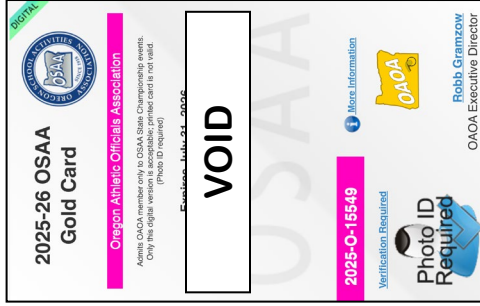 DIGITAL
2025-26 OSAA
Gold Card
OREGON SCHOOL ACTIVITIES ASSOCIATION
OSAA
SINCE 1918
Oregon Athletic Officials Association
Admits OAOA member only to OSAA State Championship events.
Only this digital version is acceptable; printed card is not valid.
(Photo ID required)
Expires July 31, 2026
VOID
OSAA
2025-O-15549
i More Information
Verification Required
OAOA
Photo ID
Required
Robb Gramzow
OAOA Executive Director